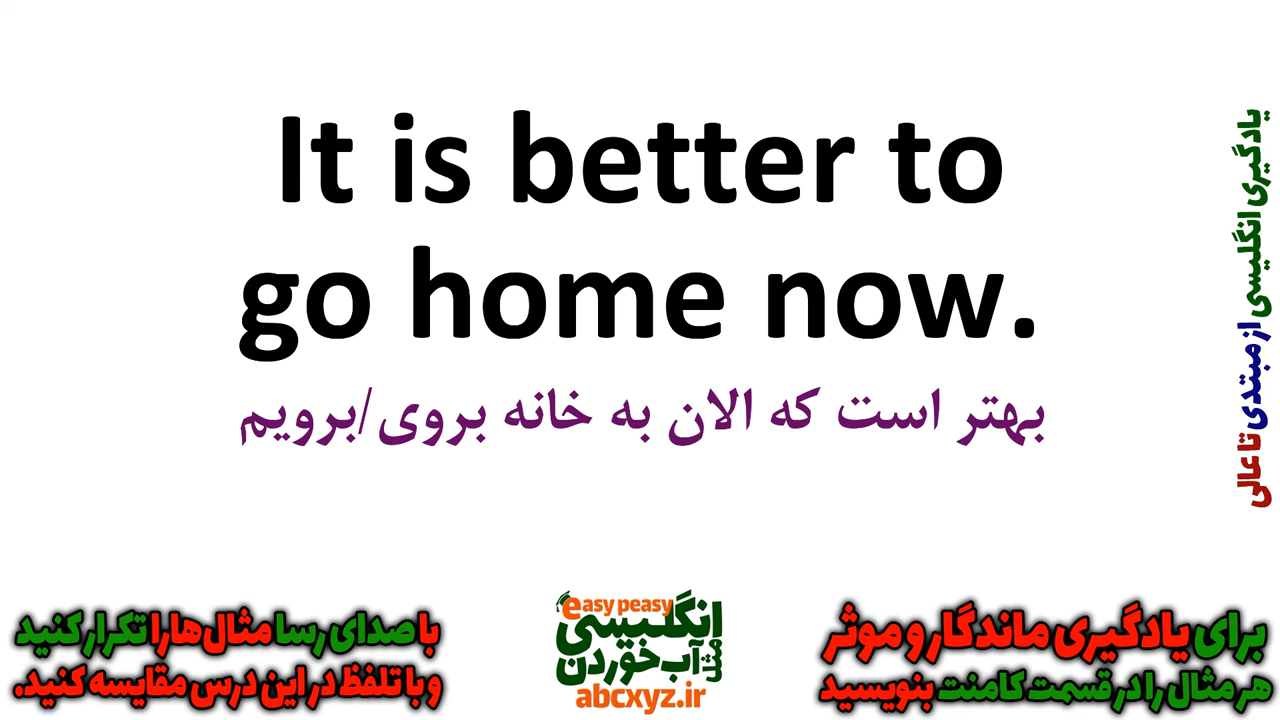 It is better to
go home now.
بهتر است که الان به خانه بروی/برویم
یادگیری انگلیسی از مبتدی تا عالی
با صدای رسا مثال‌ها را تکرار کنید
و با تلفظ در این درس مقایسه کنید.
easy peasy
انگلیسی
مثل آب خوردن
abcxyz.ir
برای یادگیری ماندگار و موثر
هر مثال را در قسمت کامنت بنویسید